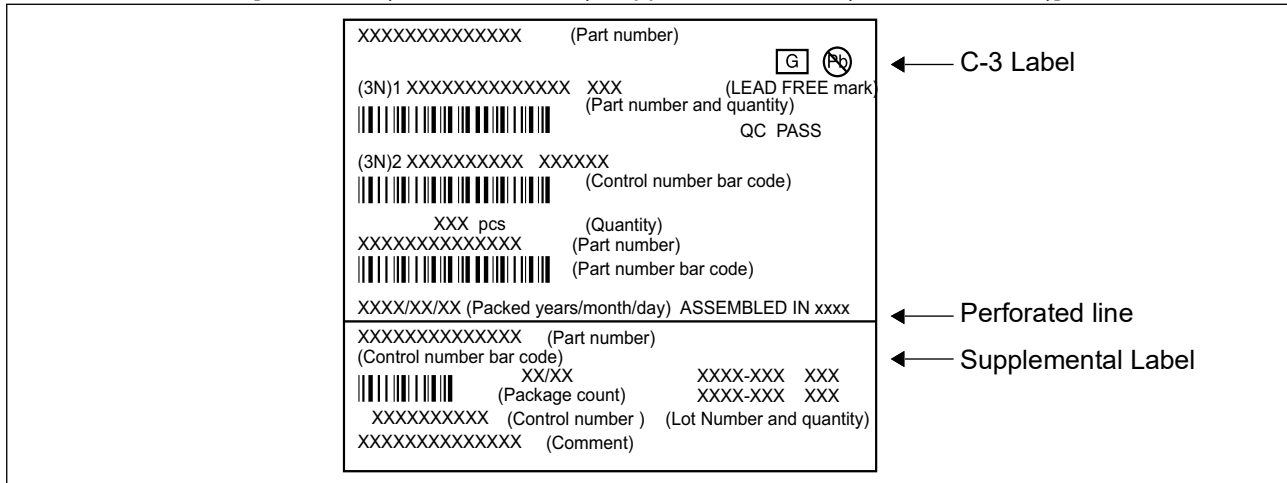 XXXXXXXXXXXXXX (Part number)
G Pb
C-3 Label
(3N)1 XXXXXXXXXXXXXX XXX (LEAD FREE mark)
(Part number and quantity)
QC PASS
(3N)2 XXXXXXXXXX XXXXXX
(Control number bar code)
XXX pcs (Quantity)
XXXXXXXXXXXXXX (Part number)
(Part number bar code)
XXXX/XX/XX (Packed years/month/day) ASSEMBLED IN xxxx
Perforated line
XXXXXXXXXXXXXX (Part number)
(Control number bar code)
Supplemental Label
XX/XX XXXX-XXX XXX
(Package count) XXXX-XXX XXX
XXXXXXXXXX (Control number ) (Lot Number and quantity)
XXXXXXXXXXXXXX (Comment)